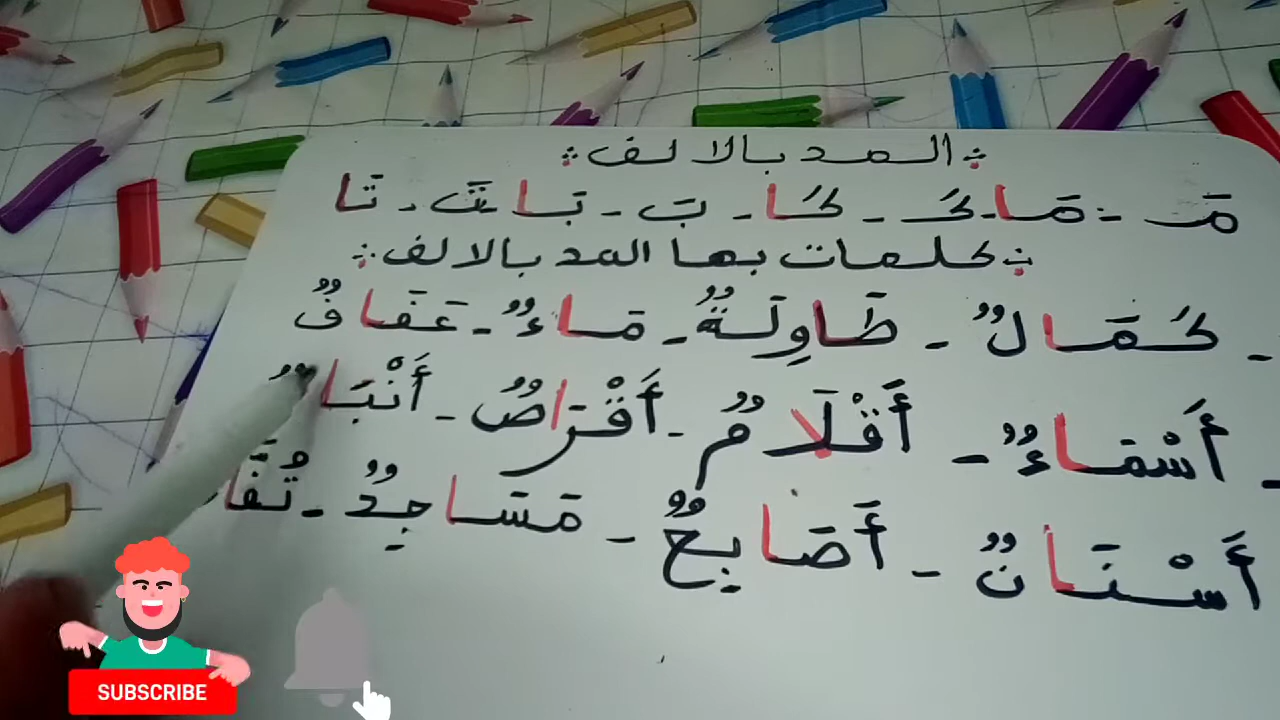 المد بالالف
مَـ - مَا - كَـ - كَا - بَ - بَا - تَ - تَا
كلمات بها المد بالالف
كَمَالٌ - طَاوِلَةٌ - مَاءٌ - عَفَافٌ
أَسْمَاءٌ - أَقْلَامٌ - أَقْرَاصٌ -
أَسْنَانٌ - أَصَابِعٌ - مَسَاجِدٌ -
SUBSCRIBE